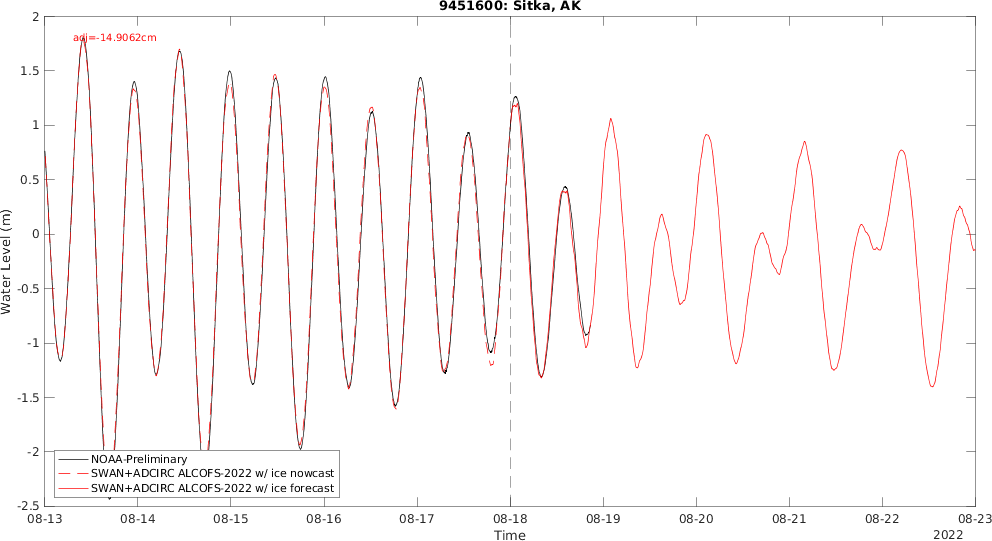 9451600: Sitka, AK
adj=-14.9062cm
Water Level (m)
2
1.5
1
0.5
0
-0.5
-1
-1.5
-2
-2.5
NOAA-Preliminary
SWAN+ADCIRC ALCOFS-2022 w/ ice nowcast
SWAN+ADCIRC ALCOFS-2022 w/ ice forecast
08-13 08-14 08-15 08-16 08-17 08-18 08-19 08-20 08-21 08-22 08-23
Time
2022